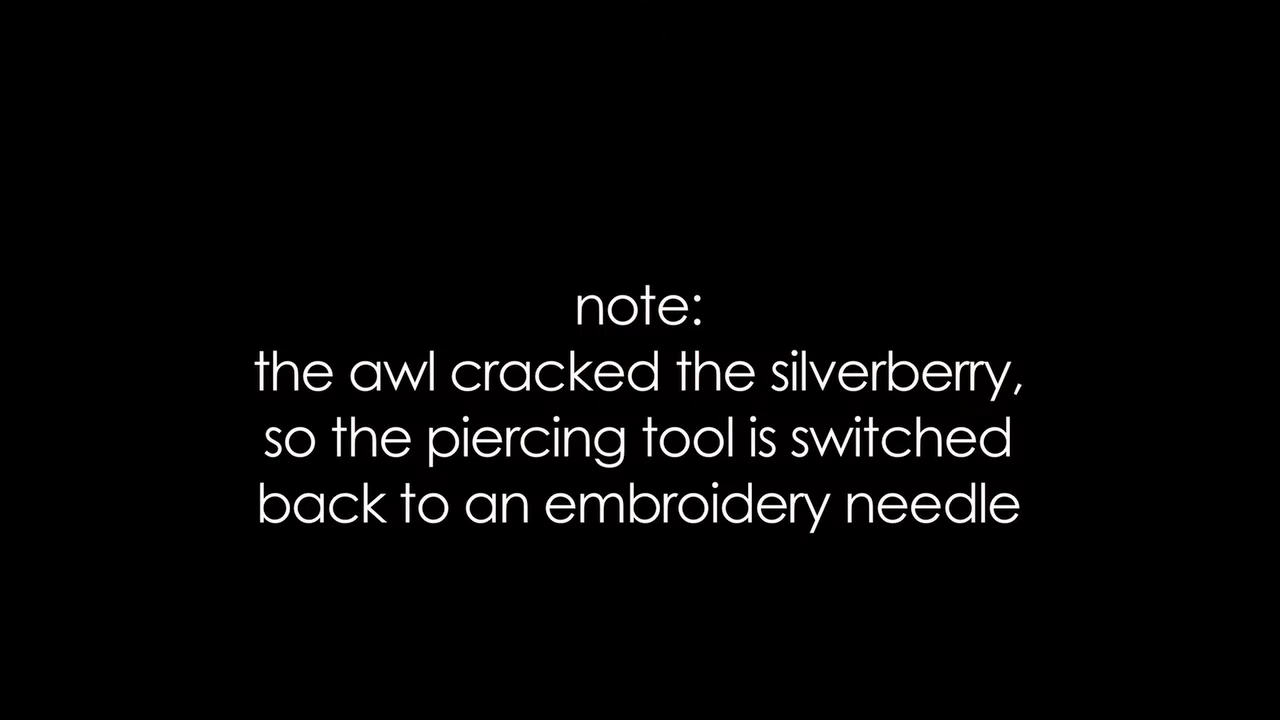 note:
the awl cracked the silverberry,
so the piercing tool is switched
back to an embroidery needle